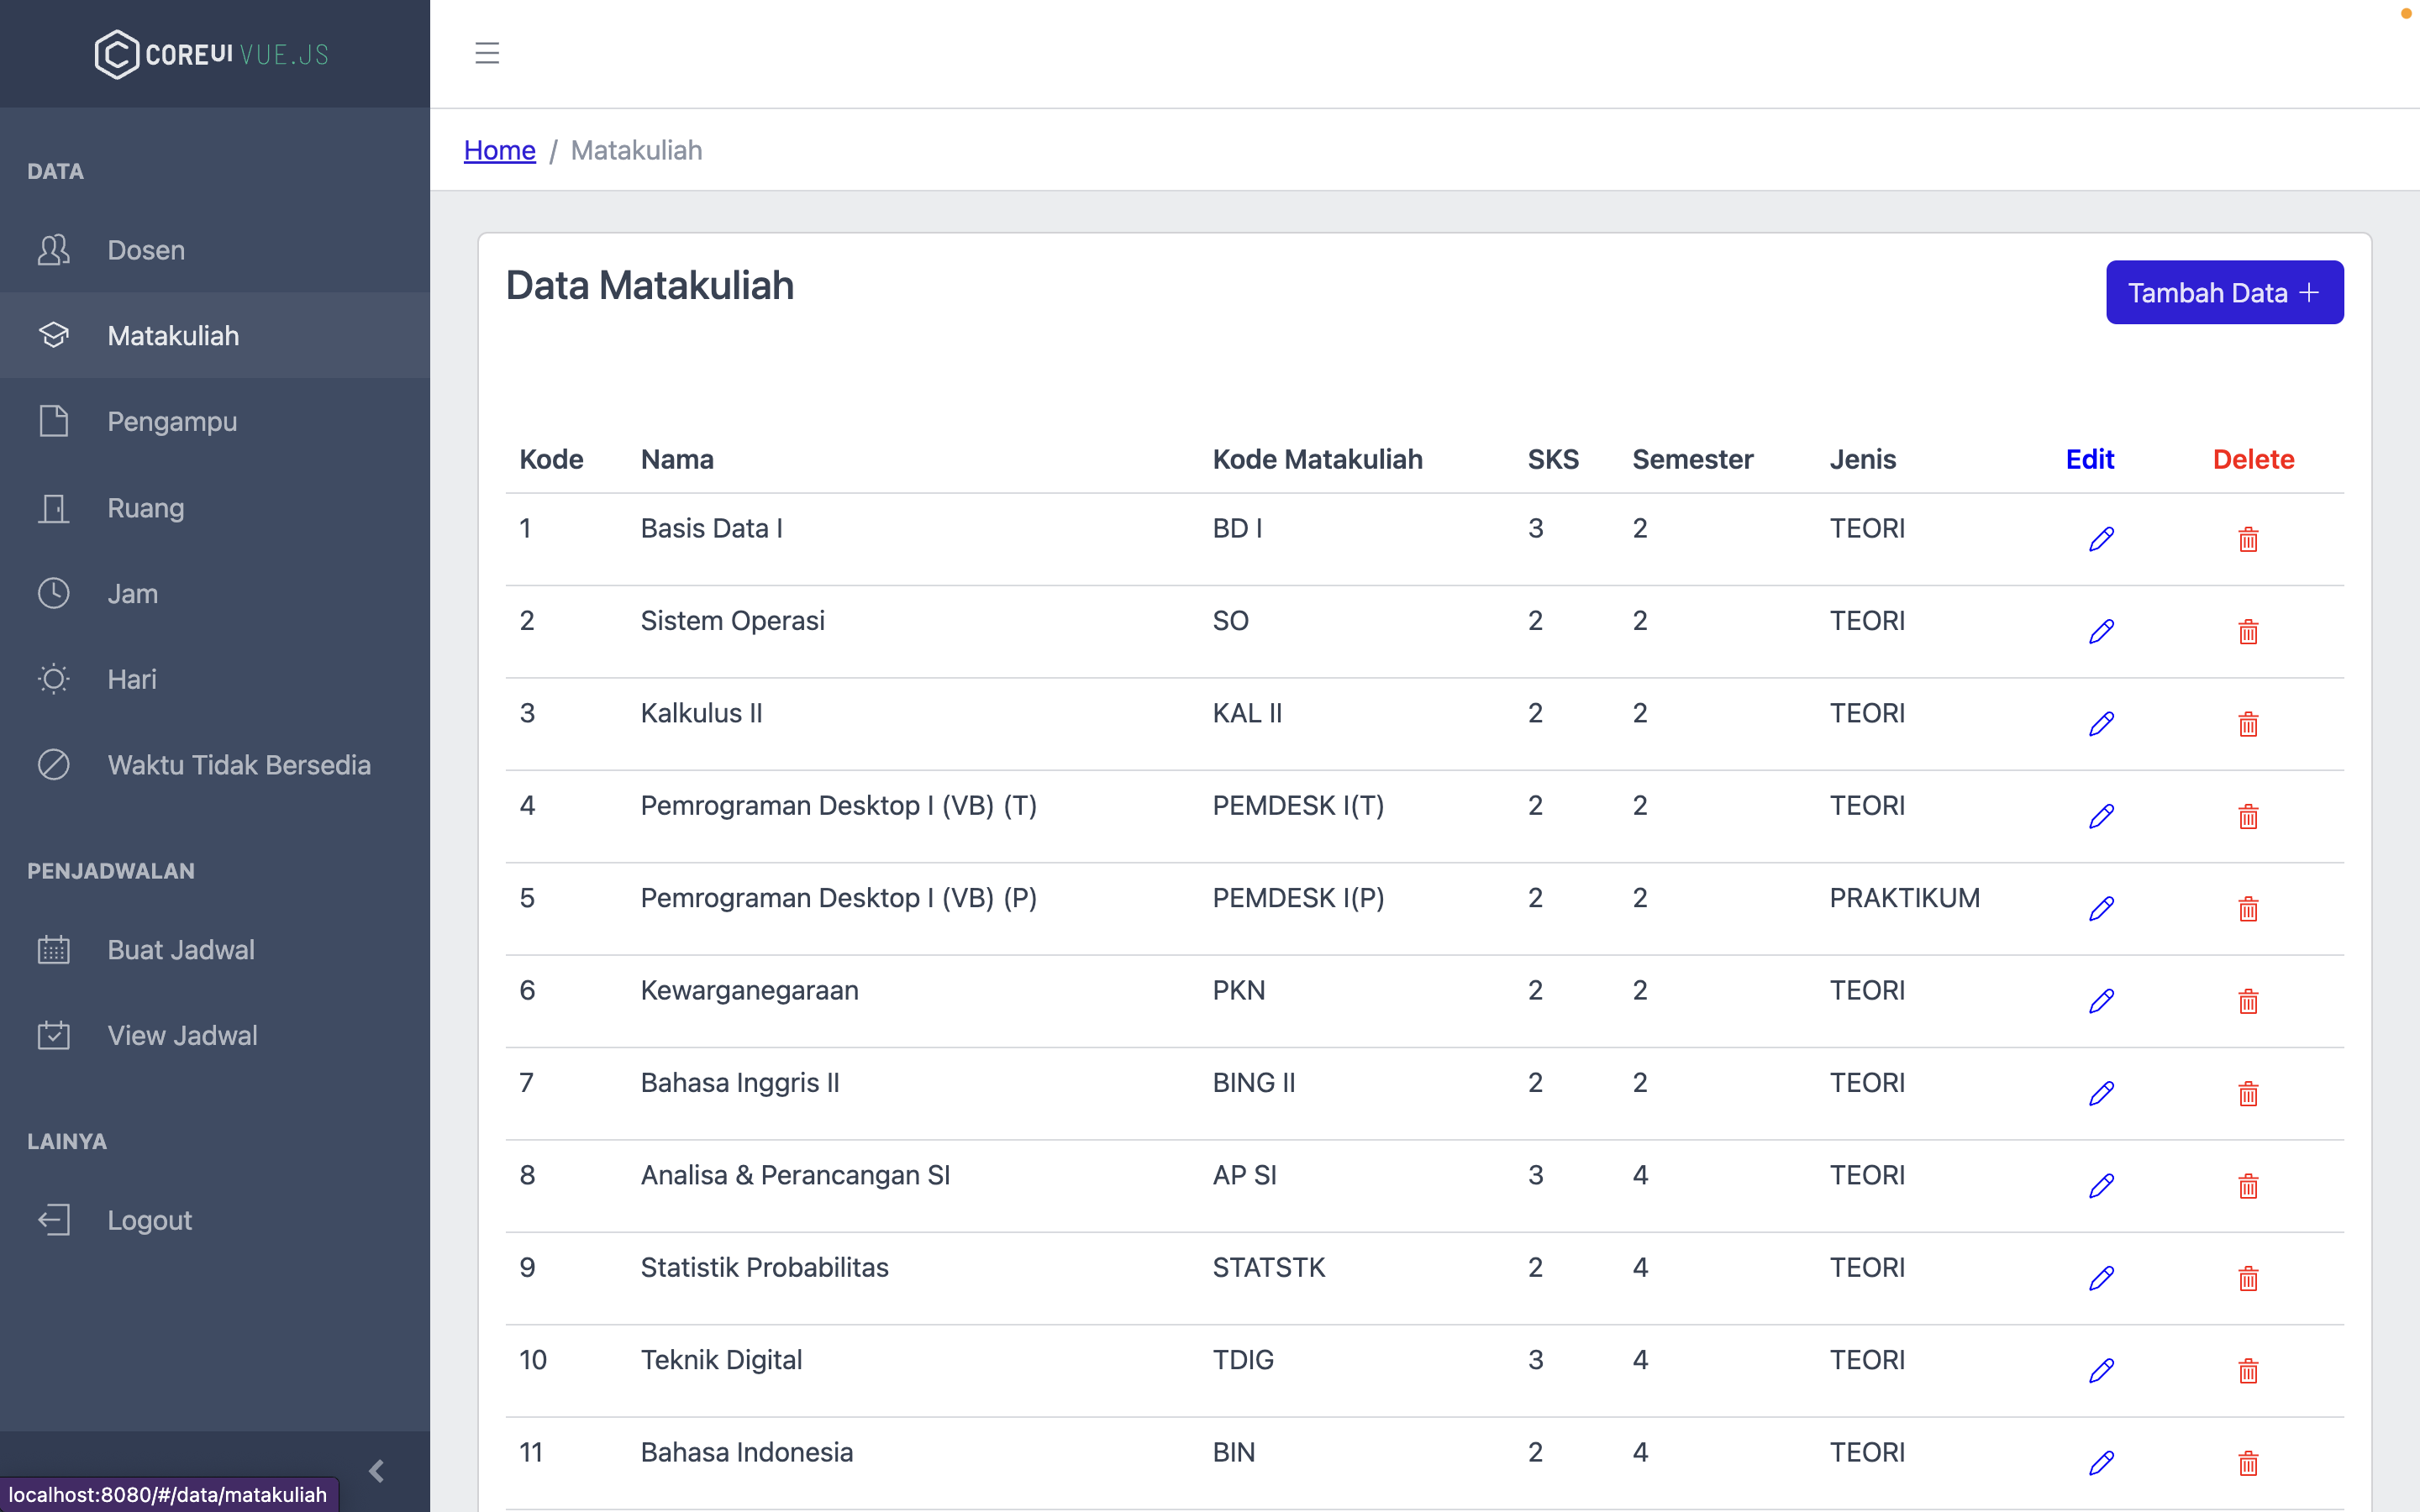 COREUI VUE.JS
DATA
Dosen
Matakuliah
Pengampu
Ruang
Jam
Hari
Waktu Tidak Bersedia
PENJADWALAN
Buat Jadwal
View Jadwal
LAINYA
Logout
localhost:8080/#/data/matakuliah
Home / Matakuliah
Data Matakuliah
Tambah Data +
Kode Nama Kode Matakuliah SKS Semester Jenis Edit Delete
1 Basis Data I BD I 3 2 TEORI
2 Sistem Operasi SO 2 2 TEORI
3 Kalkulus II KAL II 2 2 TEORI
4 Pemrograman Desktop I (VB) (T) PEMDESK I(T) 2 2 TEORI
5 Pemrograman Desktop I (VB) (P) PEMDESK I(P) 2 2 PRAKTIKUM
6 Kewarganegaraan PKN 2 2 TEORI
7 Bahasa Inggris II BING II 2 2 TEORI
8 Analisa & Perancangan SI AP SI 3 4 TEORI
9 Statistik Probabilitas STATSTK 2 4 TEORI
10 Teknik Digital TDIG 3 4 TEORI
11 Bahasa Indonesia BIN 2 4 TEORI